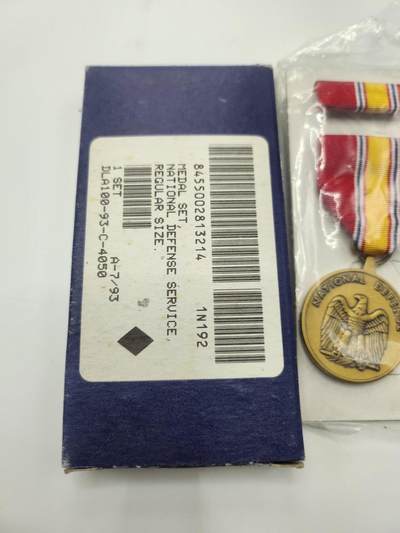 8455002813214 1N192
MEDAL SET,
NATIONAL DEFENSE SERVICE,
REGULAR SIZE.
1 SET A-7/93
DLA100-93-C-4050
NATIONAL DEFENSE